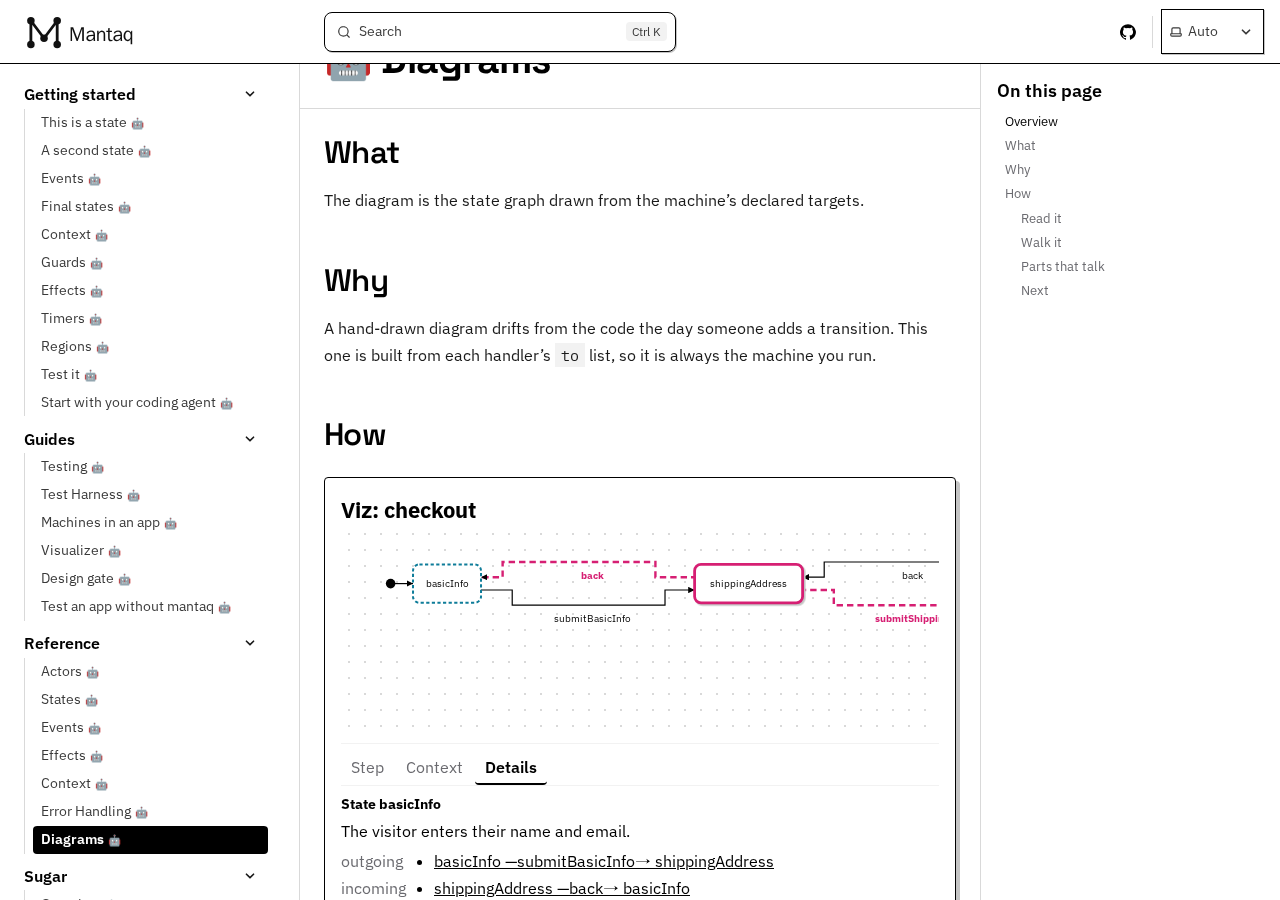 Mantaq
Search
Ctrl K
Auto
Getting started
This is a state 🤖
A second state 🤖
Events 🤖
Final states 🤖
Context 🤖
Guards 🤖
Effects 🤖
Timers 🤖
Regions 🤖
Test it 🤖
Start with your coding agent 🤖
Guides
Testing 🤖
Test Harness 🤖
Machines in an app 🤖
Visualizer 🤖
Design gate 🤖
Test an app without mantaq 🤖
Reference
Actors 🤖
States 🤖
Events 🤖
Effects 🤖
Context 🤖
Error Handling 🤖
Diagrams 🤖
Sugar
🤖 Diagrams
What
The diagram is the state graph drawn from the machine’s declared targets.
Why
A hand-drawn diagram drifts from the code the day someone adds a transition. This
one is built from each handler’s to list, so it is always the machine you run.
How
Viz: checkout
basicInfo
back
submitBasicInfo
shippingAddress
back
submitShippi
Step
Context
Details
State basicInfo
The visitor enters their name and email.
outgoing • basicInfo —submitBasicInfo→ shippingAddress
incoming • shippingAddress —back→ basicInfo
On this page
Overview
What
Why
How
Read it
Walk it
Parts that talk
Next